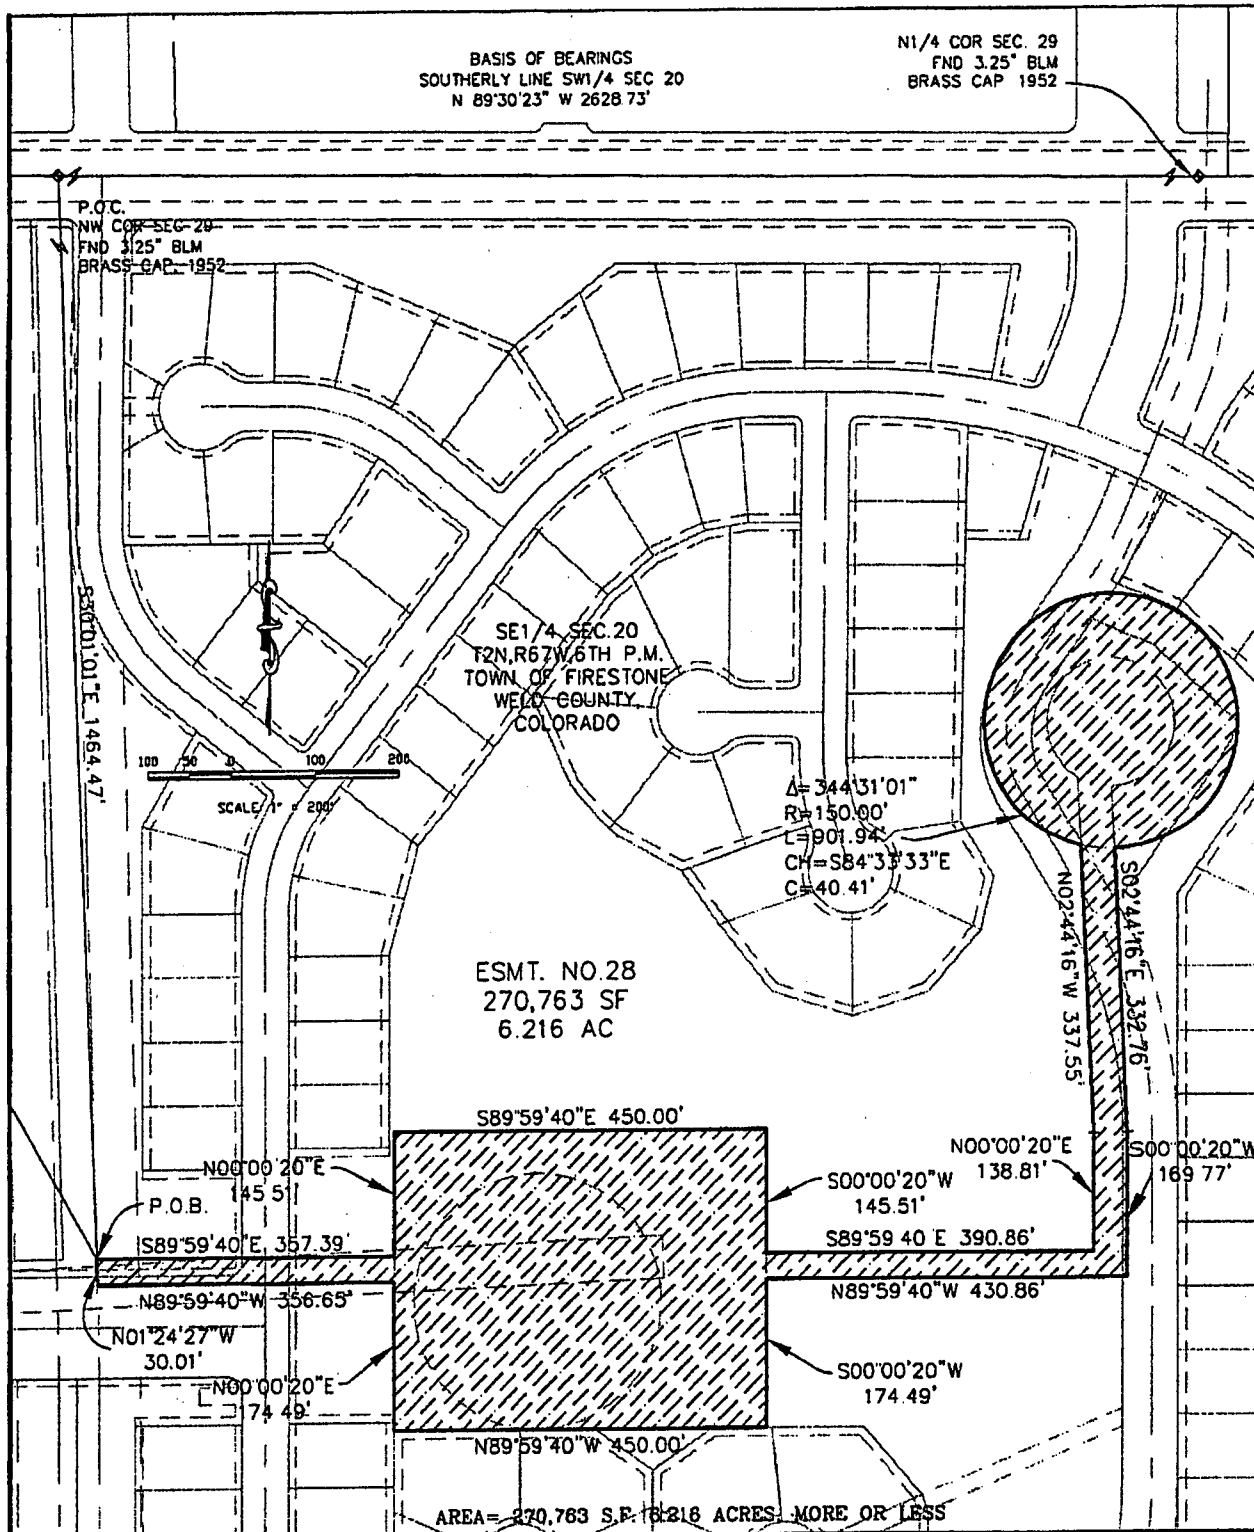 BASIS OF BEARINGS
SOUTHERLY LINE SW1/4 SEC 20
N 89°30'23" W 2628.73'
N1/4 COR SEC. 29
FND 3.25" BLM
BRASS CAP 1952
P.O.C.
NW COR SEC 29
FND 3.25" BLM
BRASS CAP, 1952
S30°01'01"E 1464.47'
SE1/4 SEC.20
T2N,R67W,6TH P.M.
TOWN OF FIRESTONE
WELD COUNTY,
COLORADO
100 50 0 100 200
SCALE 1" = 200'
Δ=344°31'01"
R=150.00'
L=901.94'
CH=S84°33'33"E
C=40.41'
N02°44'16"W 337.55'
S02°44'16"E 332.76'
ESMT. NO.28
270,763 SF
6.216 AC
S89°59'40"E 450.00'
N00°00'20"E
145.51'
P.O.B.
S89°59'40"E 357.39'
N89°59'40"W 356.65'
N01°24'27"W
30.01'
N00°00'20"E
174.49'
N89°59'40"W 450.00'
S00°00'20"W
145.51'
S89°59'40"E 390.86'
N89°59'40"W 430.86'
S00°00'20"W
174.49'
N00°00'20"E
138.81'
S00°00'20"W
169.77'
AREA= 270,763 S.F. 6.216 ACRES, MORE OR LESS